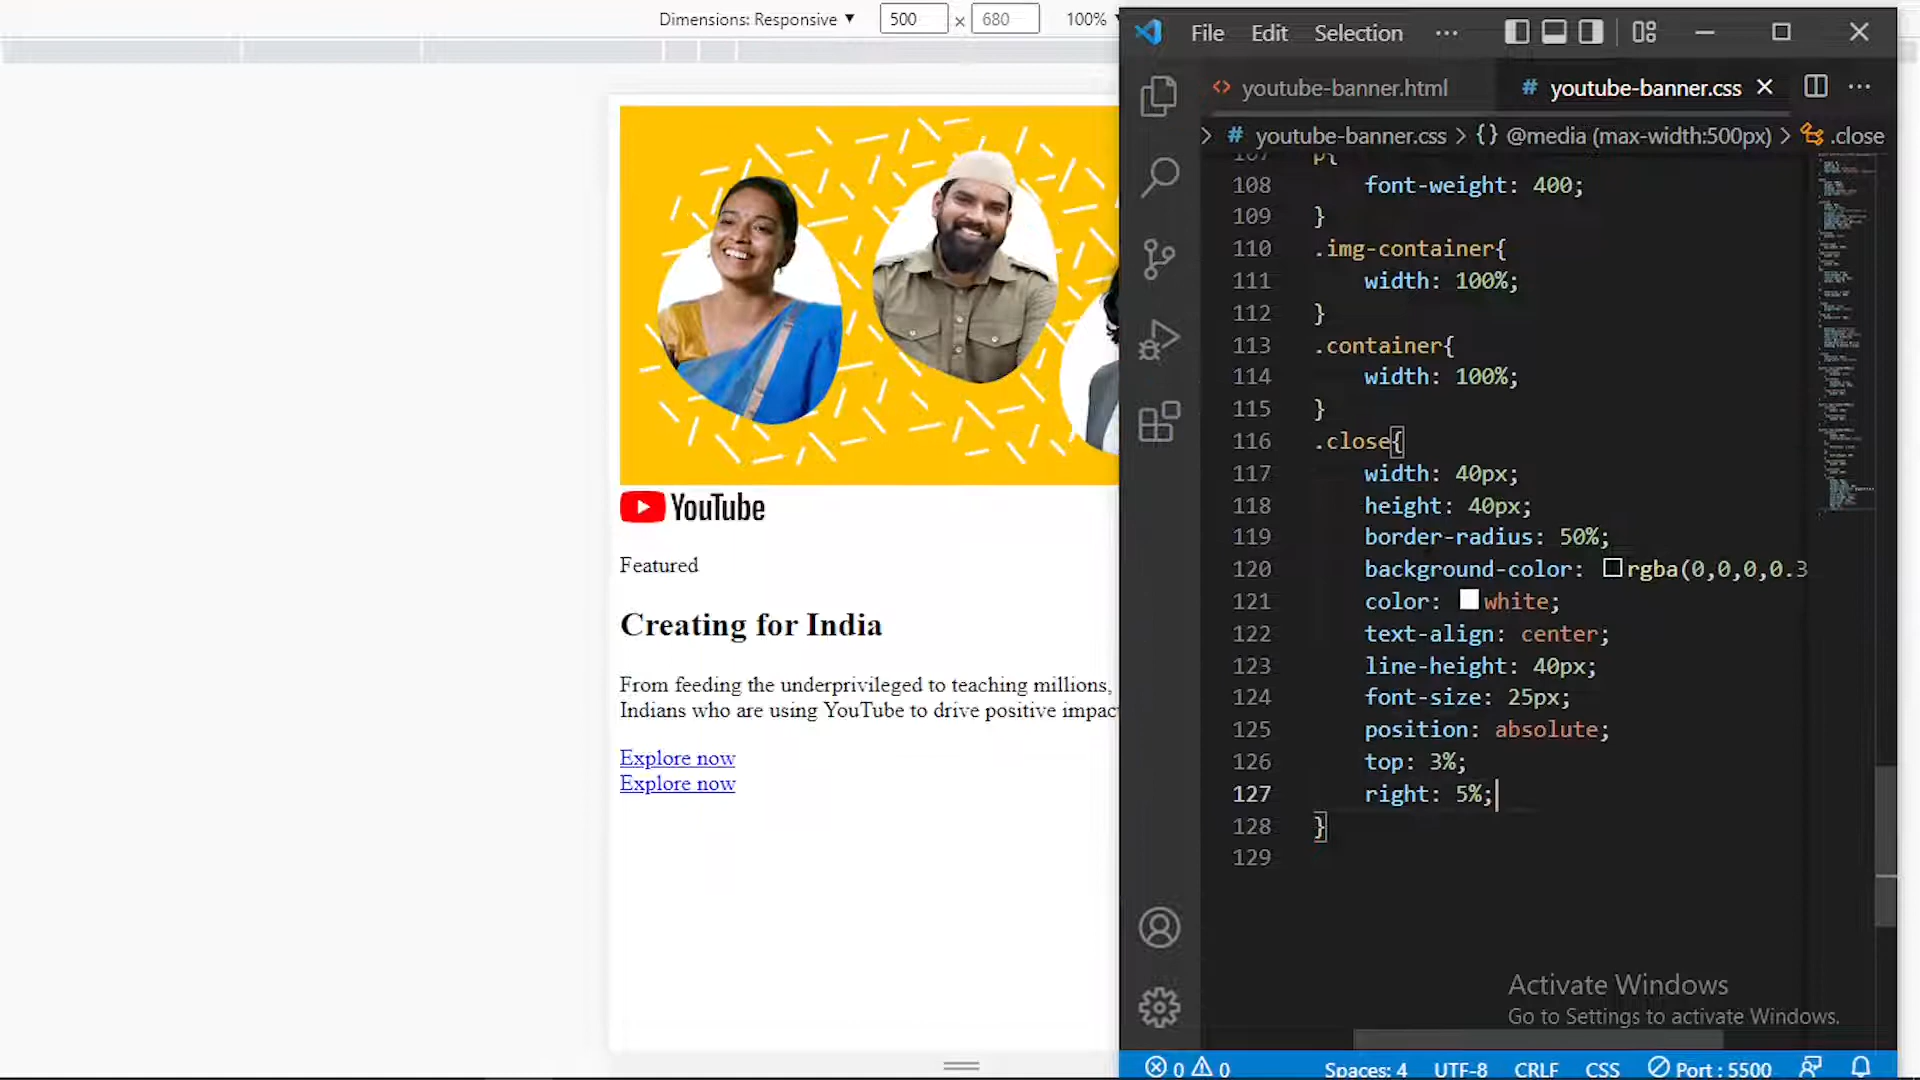 Dimensions: Responsive ▼ 500 × 680 100%
YouTube
Featured
Creating for India
From feeding the underprivileged to teaching millions,
Indians who are using YouTube to drive positive
Explore now
Explore now
File Edit Selection ···
<> youtube-banner.html # youtube-banner.css × ···
> # youtube-banner.css > {} @media (max-width:500px) > .close
107 p{
108 font-weight: 400;
109 }
110 .img-container{
111 width: 100%;
112 }
113 .container{
114 width: 100%;
115 }
116 .close{
117 width: 40px;
118 height: 40px;
119 border-radius: 50%;
120 background-color: rgba(0,0,0,0.3
121 color: white;
122 text-align: center;
123 line-height: 40px;
124 font-size: 25px;
125 position: absolute;
126 top: 3%;
127 right: 5%;
128 }
129
Activate Windows
Go to Settings to activate Windows.
0 0 Spaces: 4 UTF-8 CRLF CSS Port : 5500